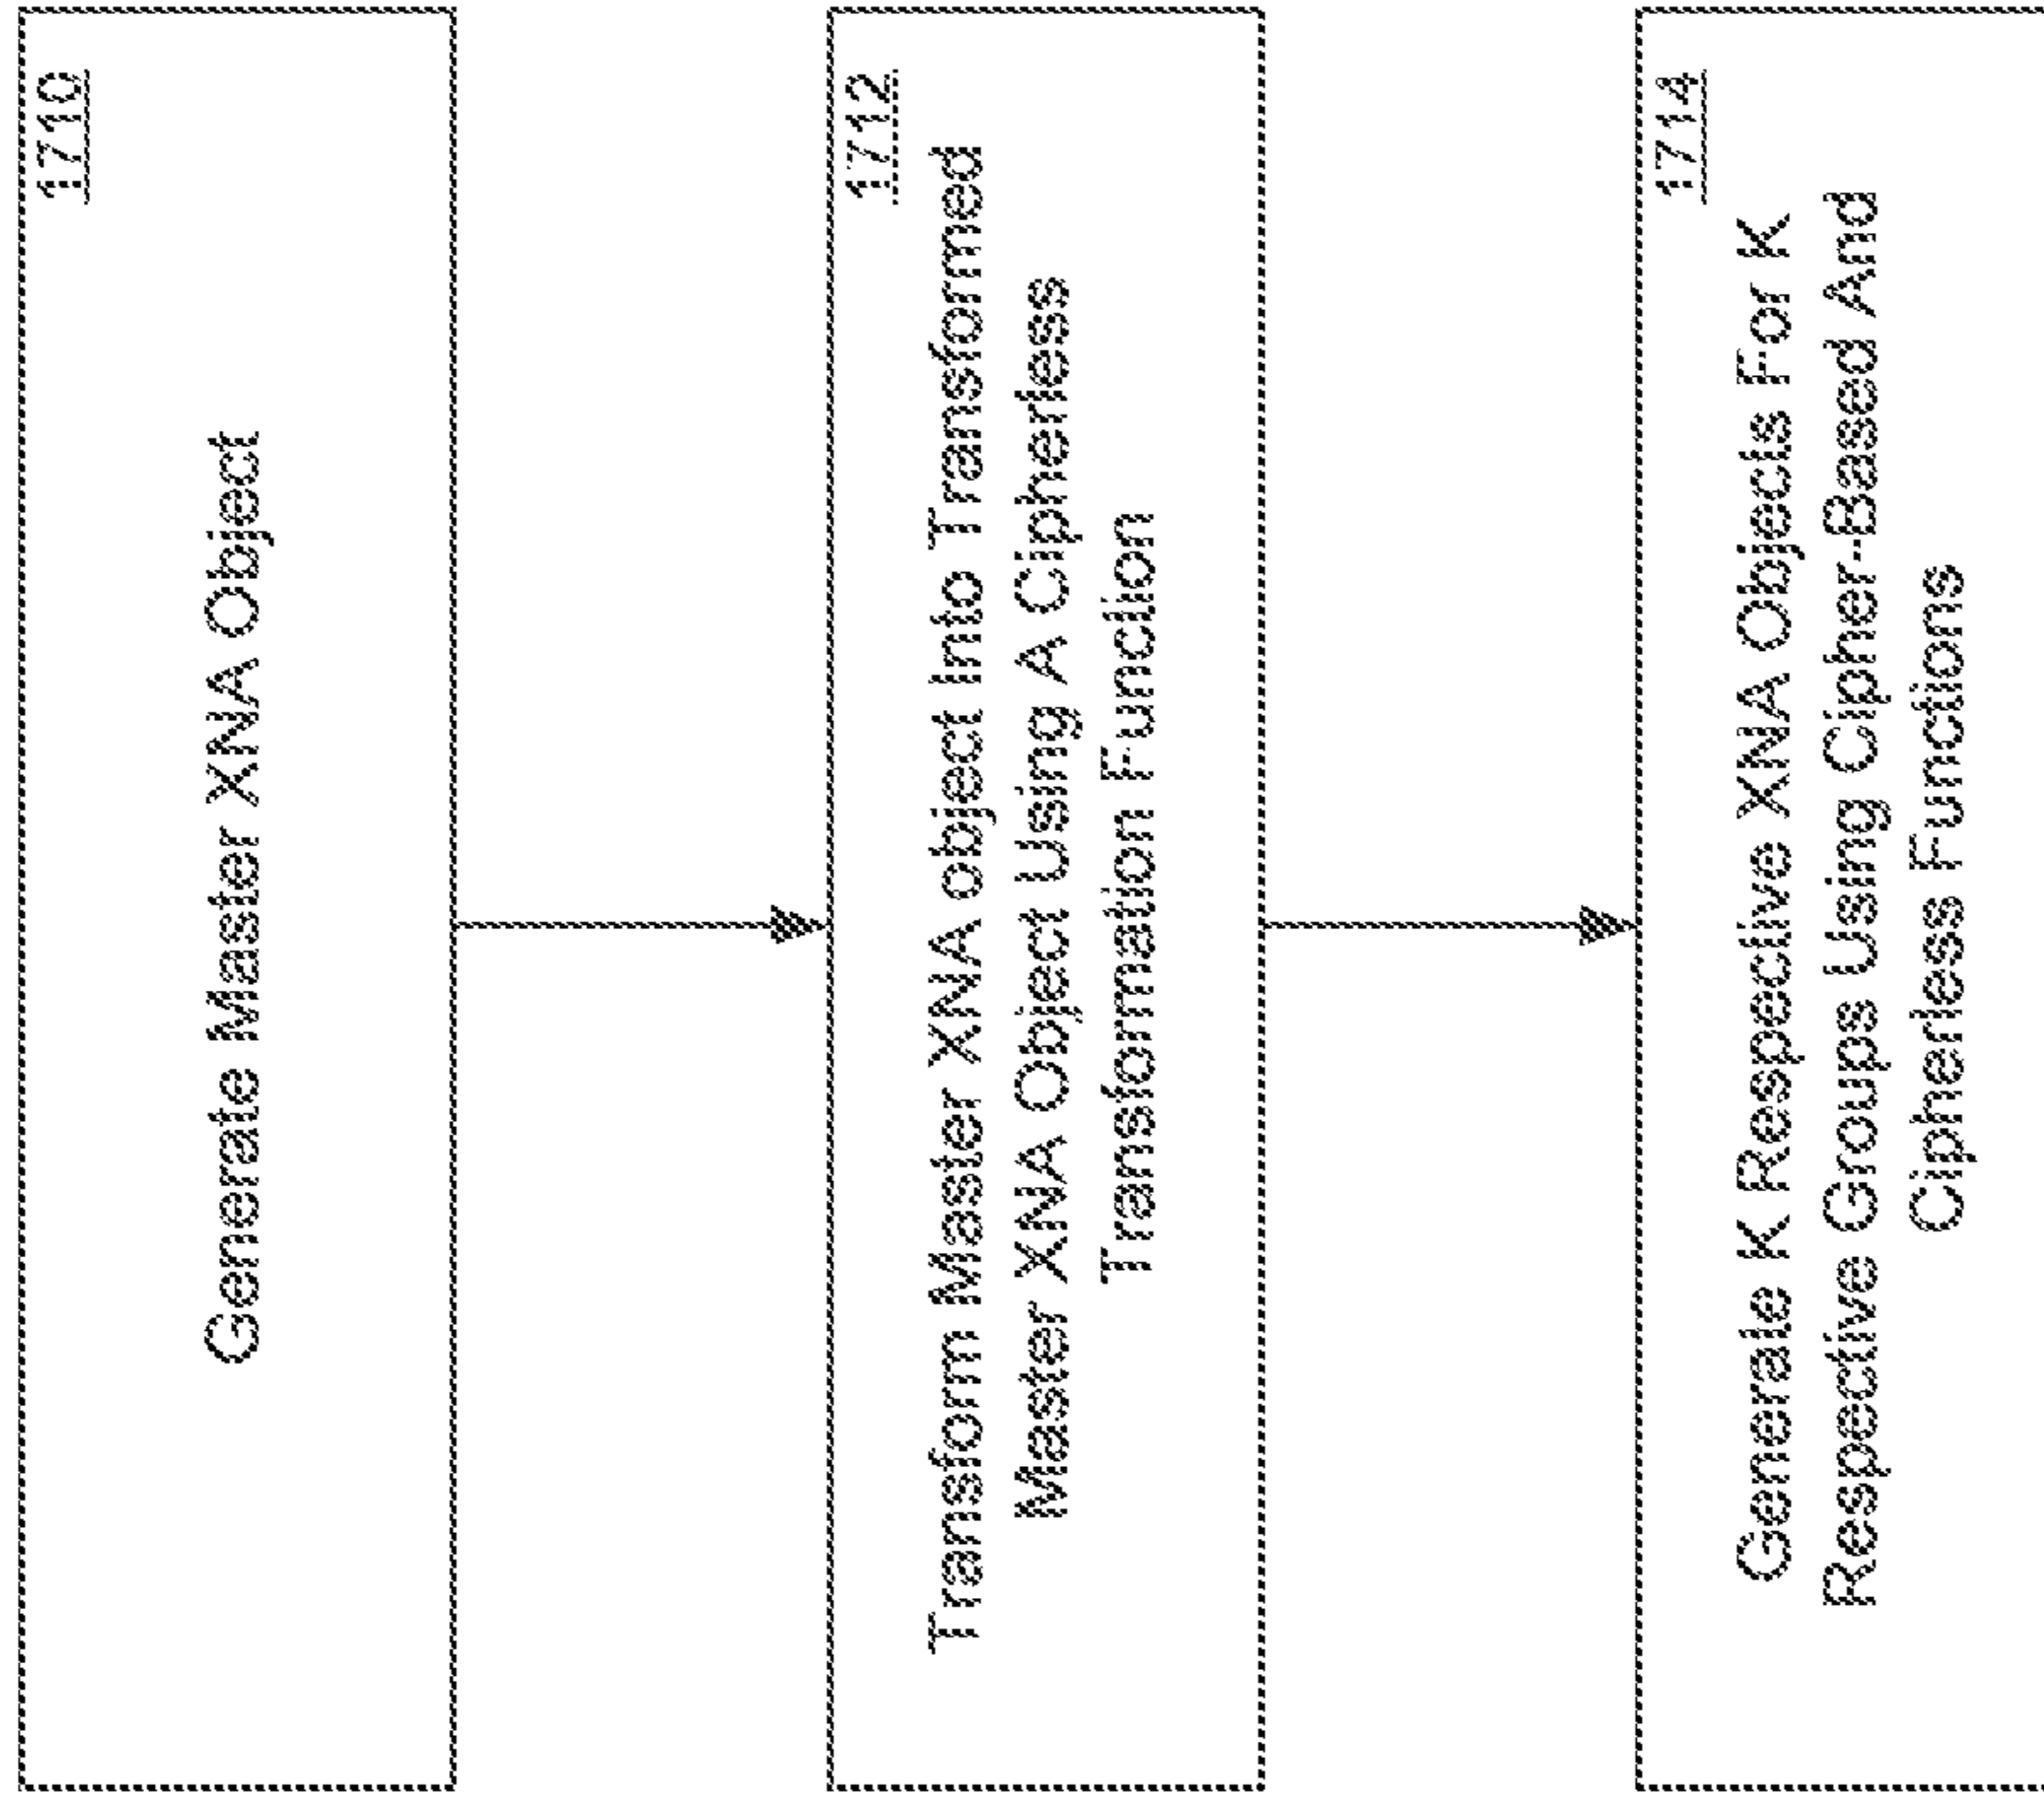 1710
Generate Master XNA Object
1712
Transform Master XNA object Into Transformed
Master XNA Object Using A Cipherless
Transformation Function
1714
Generate K Respective XNA Objects For K
Respective Groups Using Cipher-Based And
Cipherless Functions